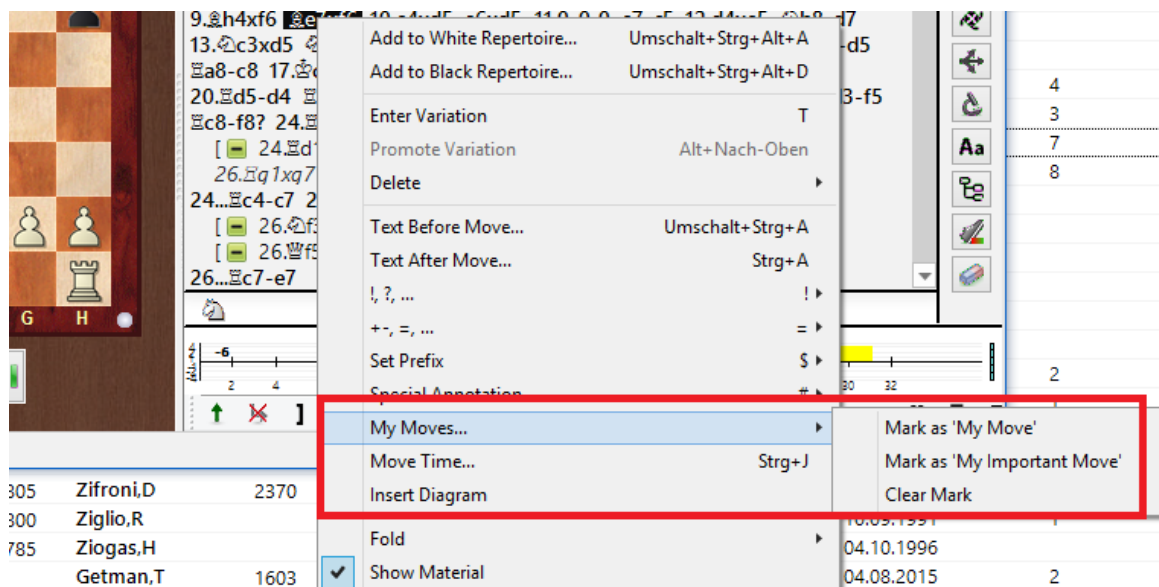 9.♗h4xf6
13.♘c3xd5
-d5
♖a8-c8 17.♔
20.♖d5-d4
3-f5
♖c8-f8? 24.♖
[ 24.♖d1
26.♖g1xg7
24...♖c4-c7 2
[ 26.♘f3
[ 26.♕f5
26...♖c7-e7
G H
Add to White Repertoire... Umschalt+Strg+Alt+A
Add to Black Repertoire... Umschalt+Strg+Alt+D
Enter Variation T
Promote Variation Alt+Nach-Oben
Delete
Text Before Move... Umschalt+Strg+A
Text After Move... Strg+A
!, ?, ... !
+-, =, ... =
Set Prefix $
Special Annotation #
My Moves...
Move Time... Strg+J
Insert Diagram
Fold
Show Material
Mark as 'My Move'
Mark as 'My Important Move'
Clear Mark
Aa
4
3
7
8
2
-6
2 4
30 32
305 Zifroni,D 2370
300 Ziglio,R
785 Ziogas,H 04.10.1996
Getman,T 1603 04.08.2015 2